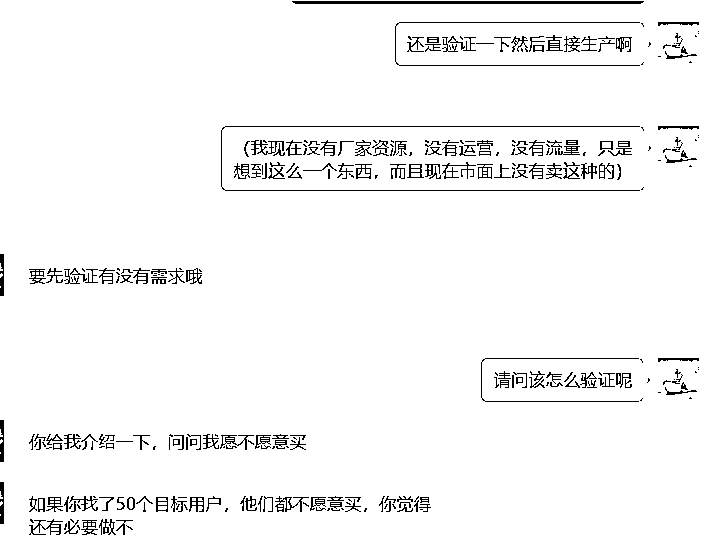 还是验证一下然后直接生产啊
（我现在没有厂家资源，没有运营，没有流量，只是
想到这么一个东西，而且现在市面上没有卖这种的）
要先验证有没有需求哦
请问该怎么验证呢
你给我介绍一下，问问我愿不愿意买
如果你找了50个目标用户，他们都不愿意买，你觉得
还有必要做不